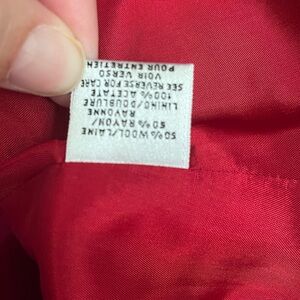 50% WOOL/LAINE
50% RAYON/
RAYONNE
LINING/DOUBLURE
100% ACETATE
SEE REVERSE FOR CARE
VOIR VERSO
POUR ENTRETIEN